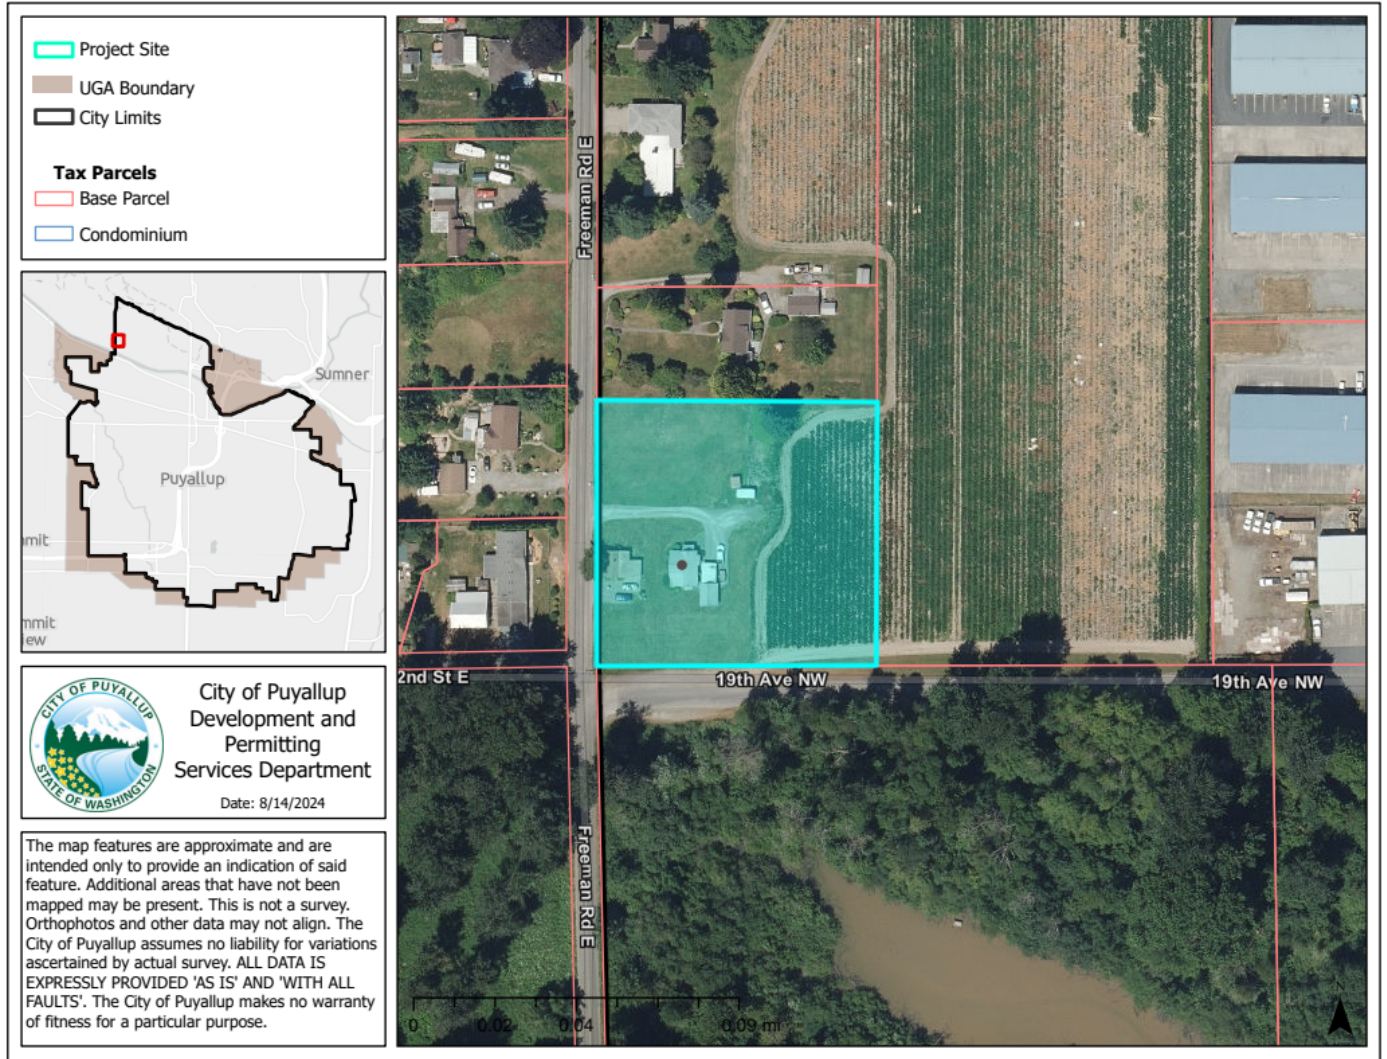 Project Site
UGA Boundary
City Limits
Tax Parcels
Base Parcel
Condominium
Sumner
Puyallup
mit
mmit
iew
CITY OF PUYALLUP
STATE OF WASHINGTON
City of Puyallup
Development and
Permitting
Services Department
Date: 8/14/2024
The map features are approximate and are
intended only to provide an indication of said
feature. Additional areas that have not been
mapped may be present. This is not a survey.
Orthophotos and other data may not align. The
City of Puyallup assumes no liability for variations
ascertained by actual survey. ALL DATA IS
EXPRESSLY PROVIDED 'AS IS' AND 'WITH ALL
FAULTS'. The City of Puyallup makes no warranty
of fitness for a particular purpose.
Freeman Rd E
2nd St E
19th Ave NW
19th Ave NW
Freeman Rd E
0 0.02 0.04 0.09 mi
N